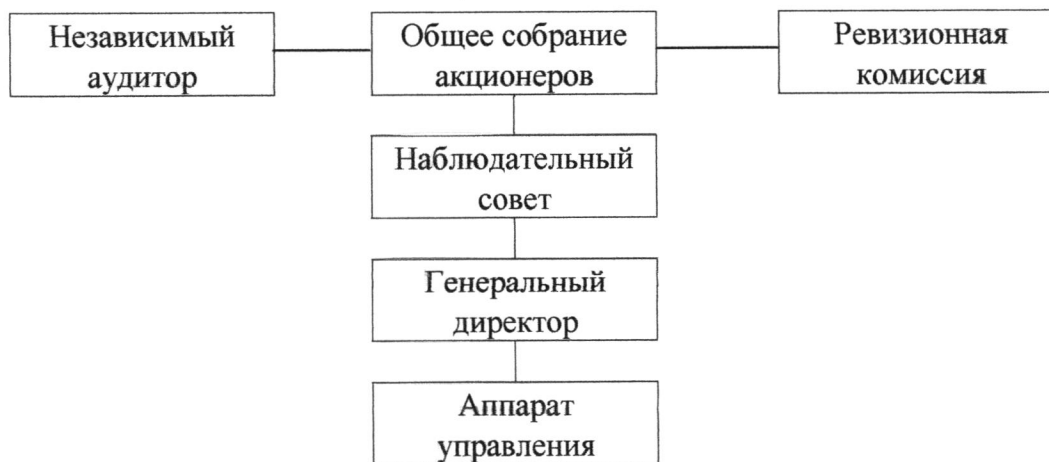 Независимый
аудитор
Общее собрание
акционеров
Ревизионная
комиссия
Наблюдательный
совет
Генеральный
директор
Аппарат
управления